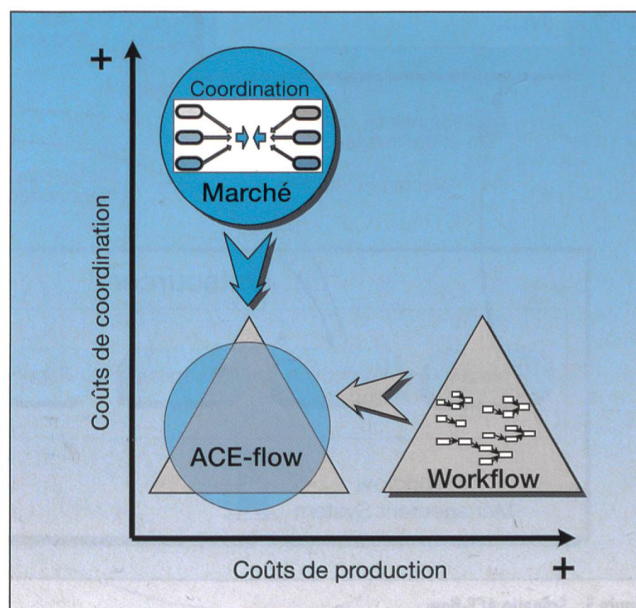 +
Coordination
Marché
Coûts de coordination
ACE-flow
Workflow
Coûts de production
+